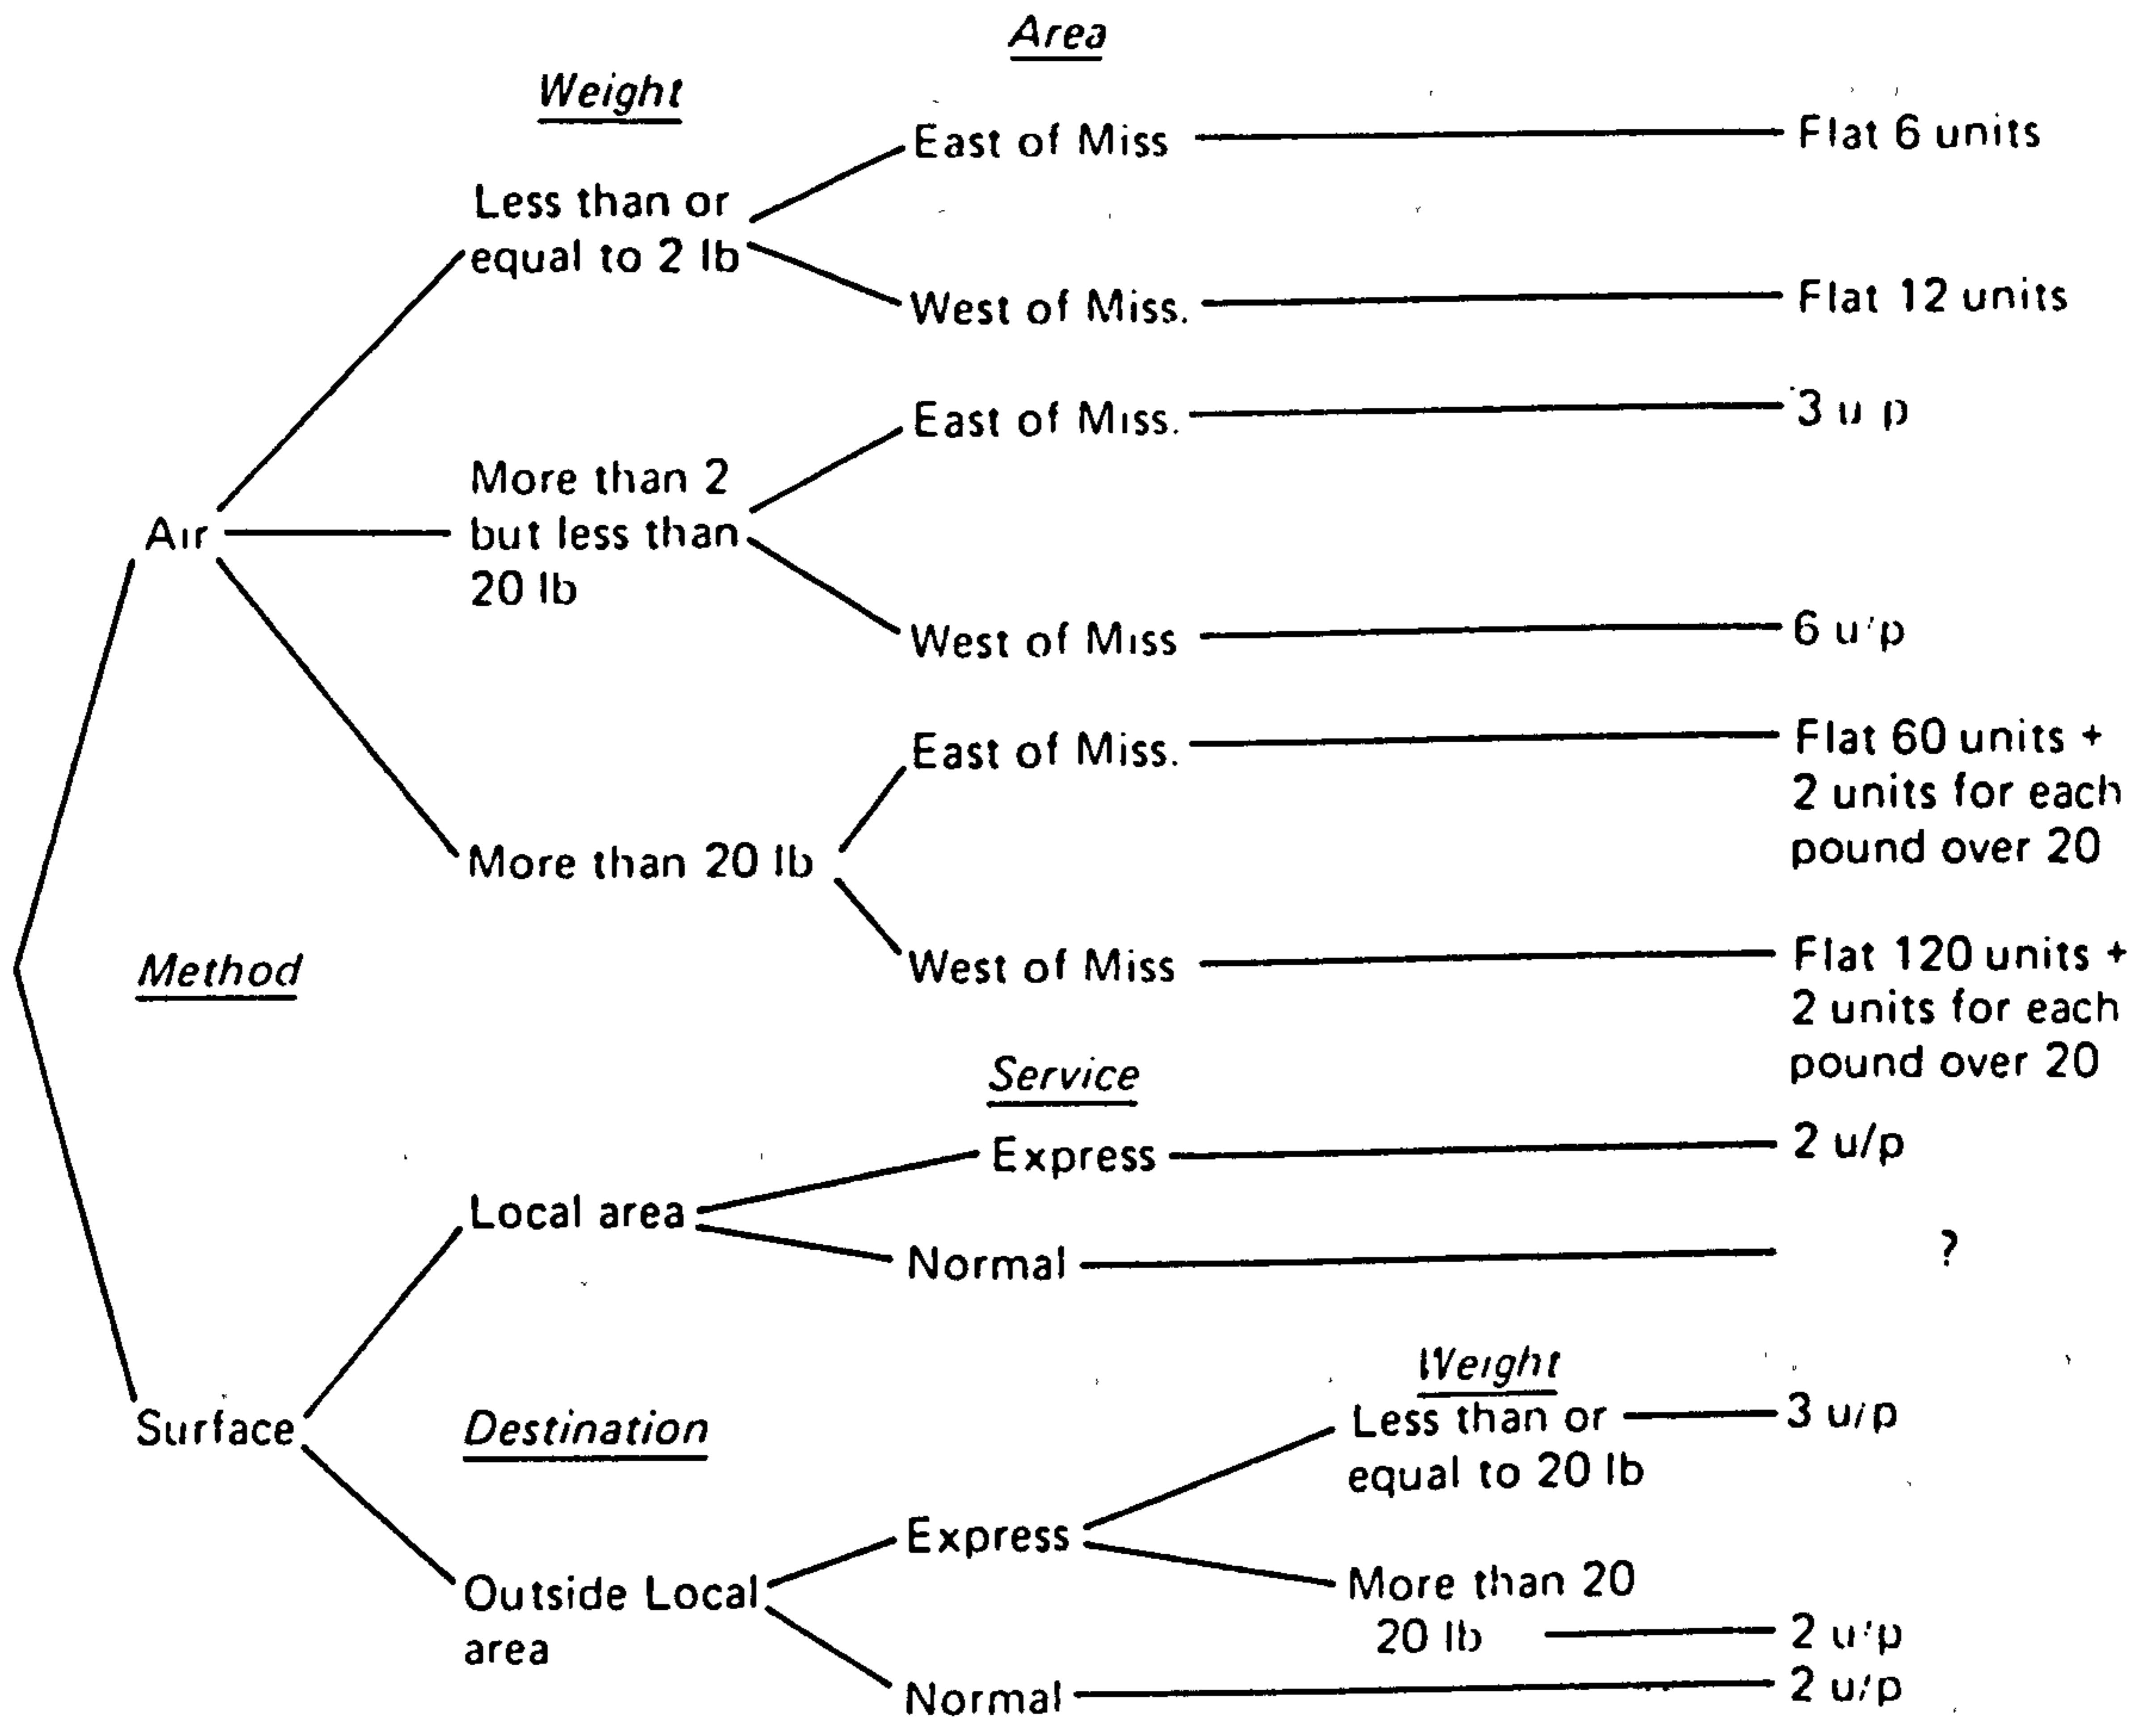 Area
Weight
East of Miss
Flat 6 units
Less than or
equal to 2 lb
West of Miss.
Flat 12 units
East of Miss.
3 u p
More than 2
but less than
20 lb
Air
West of Miss
6 u/p
East of Miss.
Flat 60 units +
2 units for each
pound over 20
More than 20 lb
Method
West of Miss
Flat 120 units +
2 units for each
pound over 20
Service
Express
2 u/p
Local area
Normal
?
Weight
Less than or
equal to 20 lb
3 u/p
Surface
Destination
Express
More than 20
20 lb
2 u/p
Outside Local
area
Normal
2 u/p